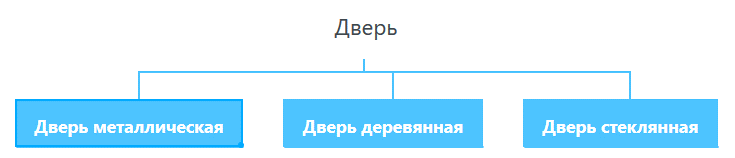 Дверь
Дверь металлическая
Дверь деревянная
Дверь стеклянная